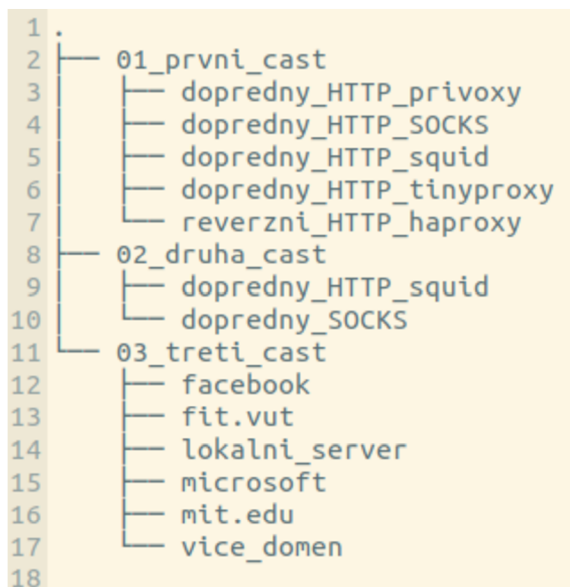 1 .
2 ├── 01_prvni_cast
3 │   ├── dopredny_HTTP_privoxy
4 │   ├── dopredny_HTTP_SOCKS
5 │   ├── dopredny_HTTP_squid
6 │   ├── dopredny_HTTP_tinyproxy
7 │   └── reverzni_HTTP_haproxy
8 ├── 02_druha_cast
9 │   ├── dopredny_HTTP_squid
10 │   └── dopredny_SOCKS
11 └── 03_treti_cast
12     ├── facebook
13     ├── fit.vut
14     ├── lokalni_server
15     ├── microsoft
16     ├── mit.edu
17     └── vice_domen
18